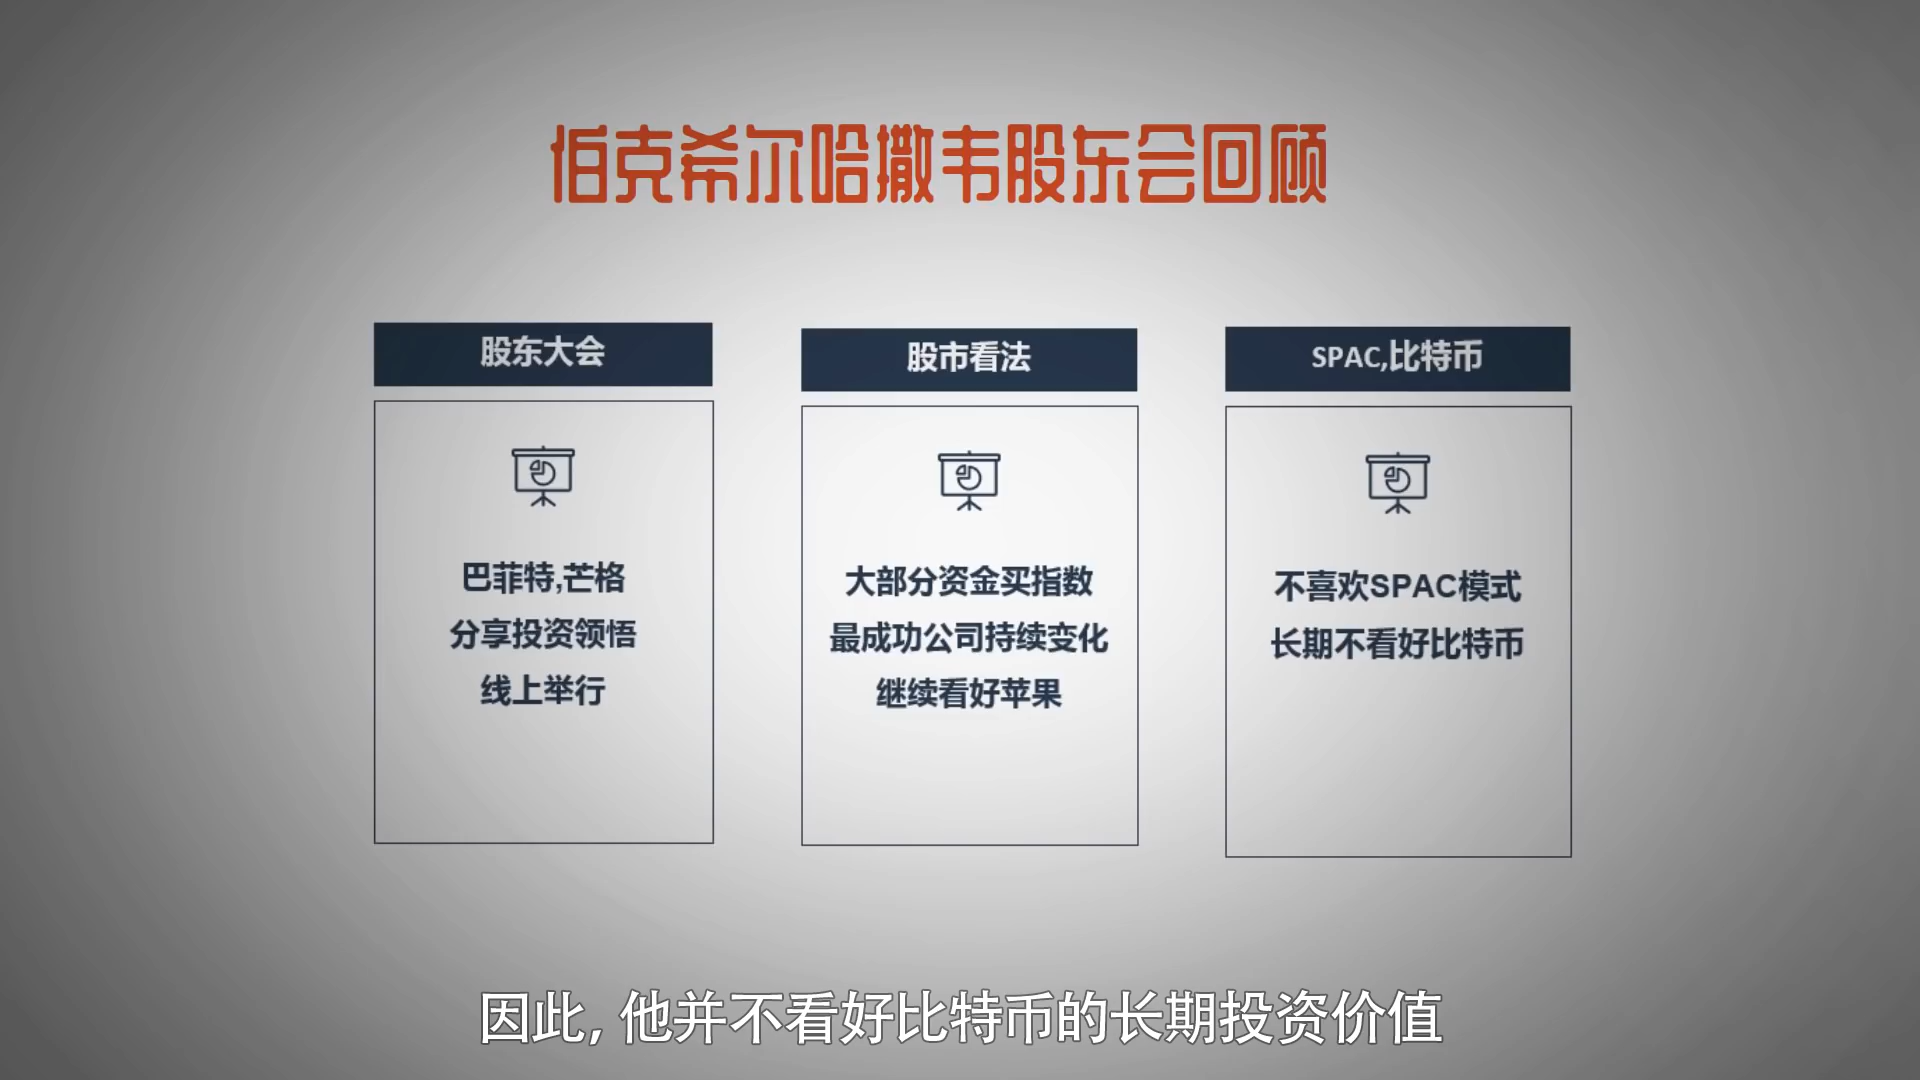 伯克希尔哈撒韦股东会回顾
股东大会
巴菲特,芒格
分享投资领悟
线上举行
股市看法
大部分资金买指数
最成功公司持续变化
继续看好苹果
SPAC,比特币
不喜欢SPAC模式
长期不看好比特币
因此, 他并不看好比特币的长期投资价值